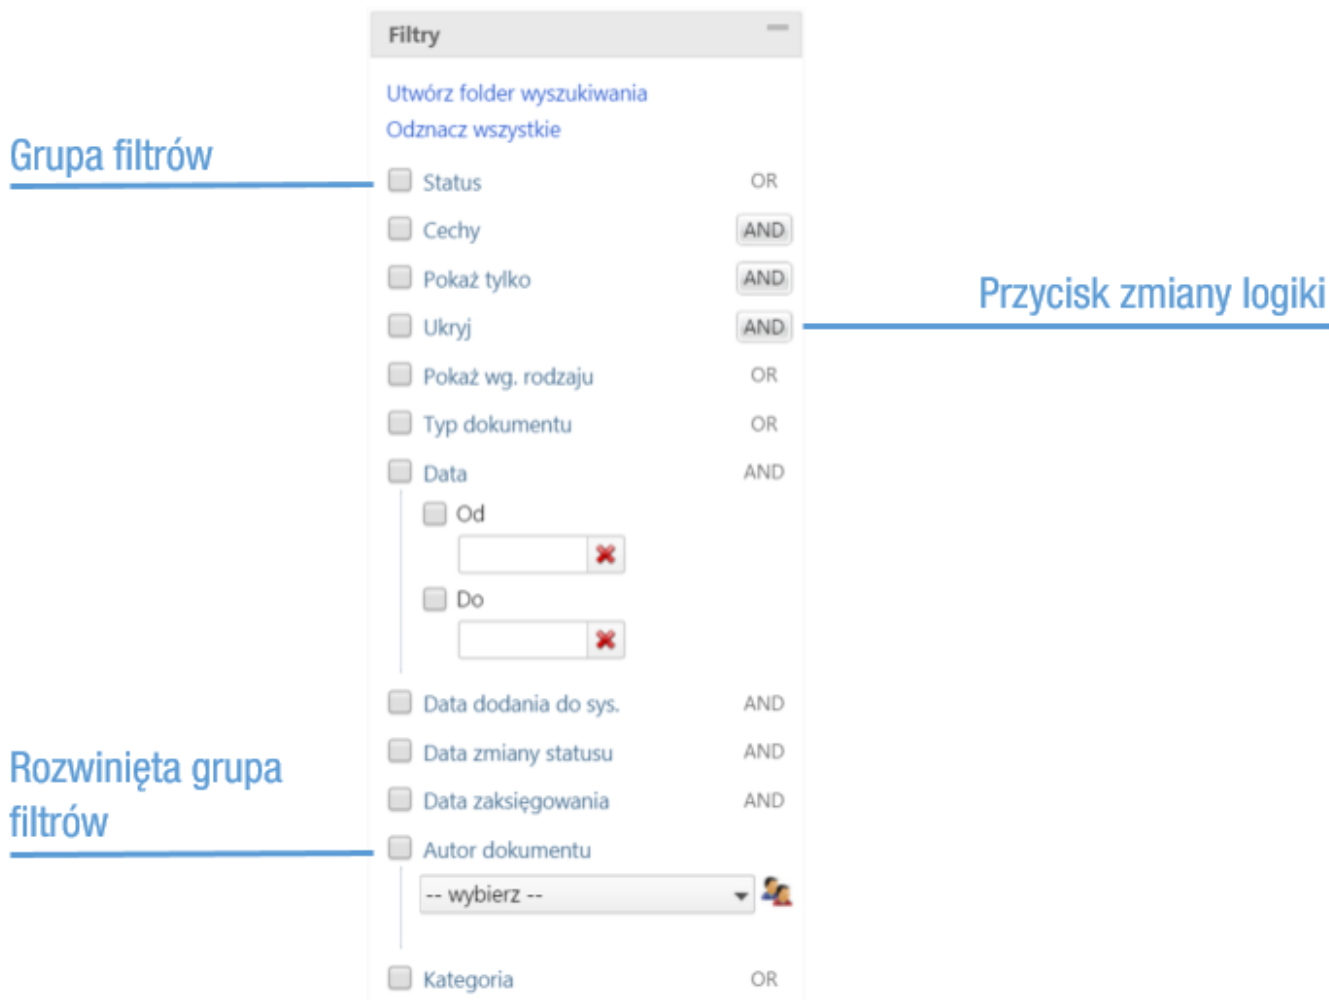 Filtry
Utwórz folder wyszukiwania
Odznacz wszystkie
Grupa filtrów
Status OR
Cechy AND
Pokaż tylko AND
Przycisk zmiany logiki
Ukryj AND
Pokaż wg. rodzaju OR
Typ dokumentu OR
Data AND
Od
Do
Data dodania do sys. AND
Data zmiany statusu AND
Rozwinięta grupa
filtrów
Data zaksięgowania AND
Autor dokumentu
-- wybierz --
Kategoria OR